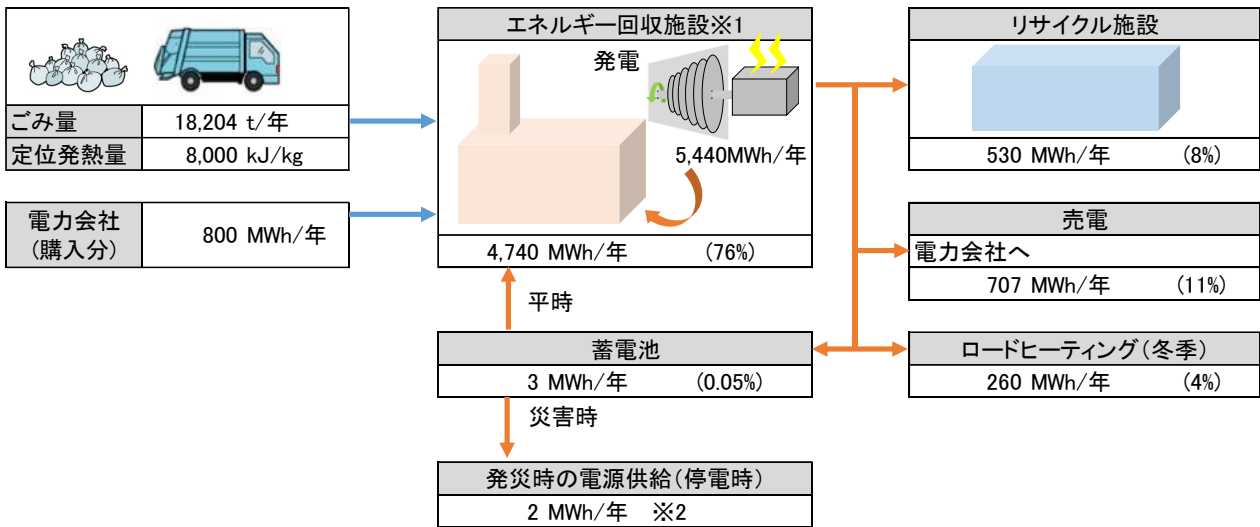 ごみ量 18,204 t/年
定位発熱量 8,000 kJ/kg
電力会社
(購入分)
800 MWh/年
エネルギー回収施設※1
発電
5,440MWh/年
4,740 MWh/年 (76%)
平時
蓄電池
3 MWh/年 (0.05%)
災害時
発災時の電源供給(停電時)
2 MWh/年 ※2
リサイクル施設
530 MWh/年 (8%)
売電
電力会社へ
707 MWh/年 (11%)
ロードヒーティング(冬季)
260 MWh/年 (4%)